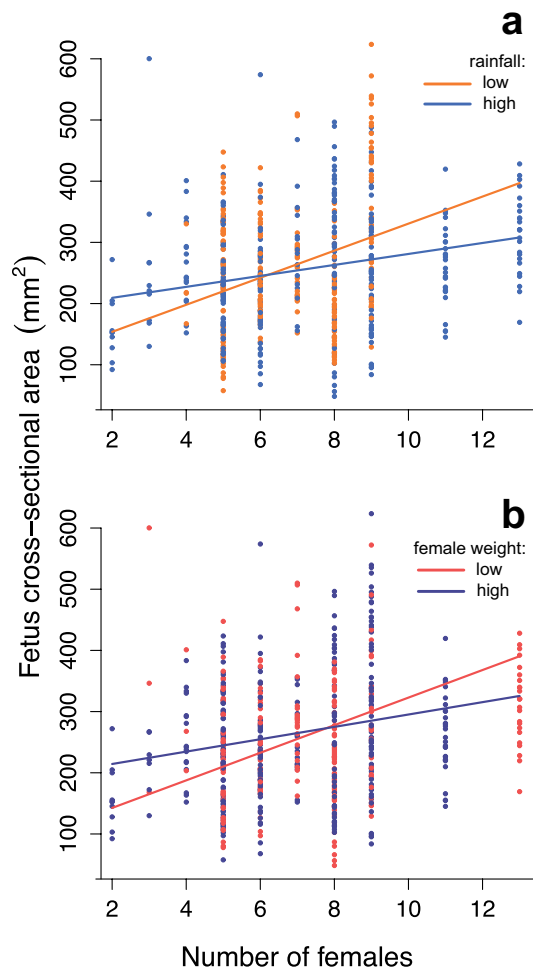 a
rainfall:
low
high
600
500
400
300
200
100
2 4 6 8 10 12
Fetus cross−sectional area (mm²)
b
female weight:
low
high
600
500
400
300
200
100
2 4 6 8 10 12
Number of females